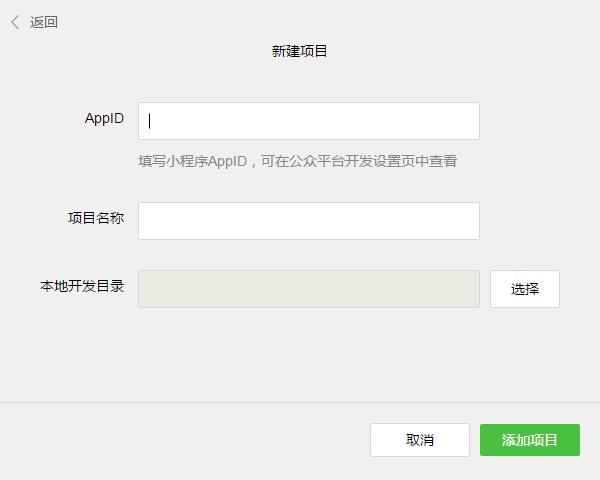 返回
新建项目
AppID
填写小程序AppID，可在公众平台开发设置页中查看
项目名称
本地开发目录
选择
取消
添加项目